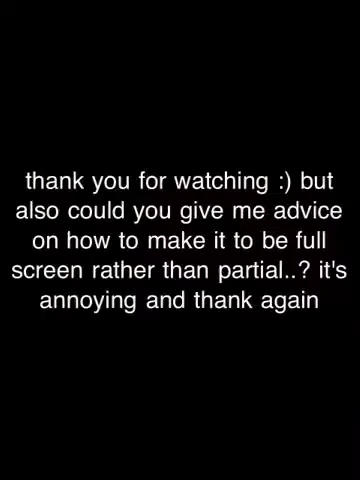 thank you for watching :) but
also could you give me advice
on how to make it to be full
screen rather than partial..? it's
annoying and thank again